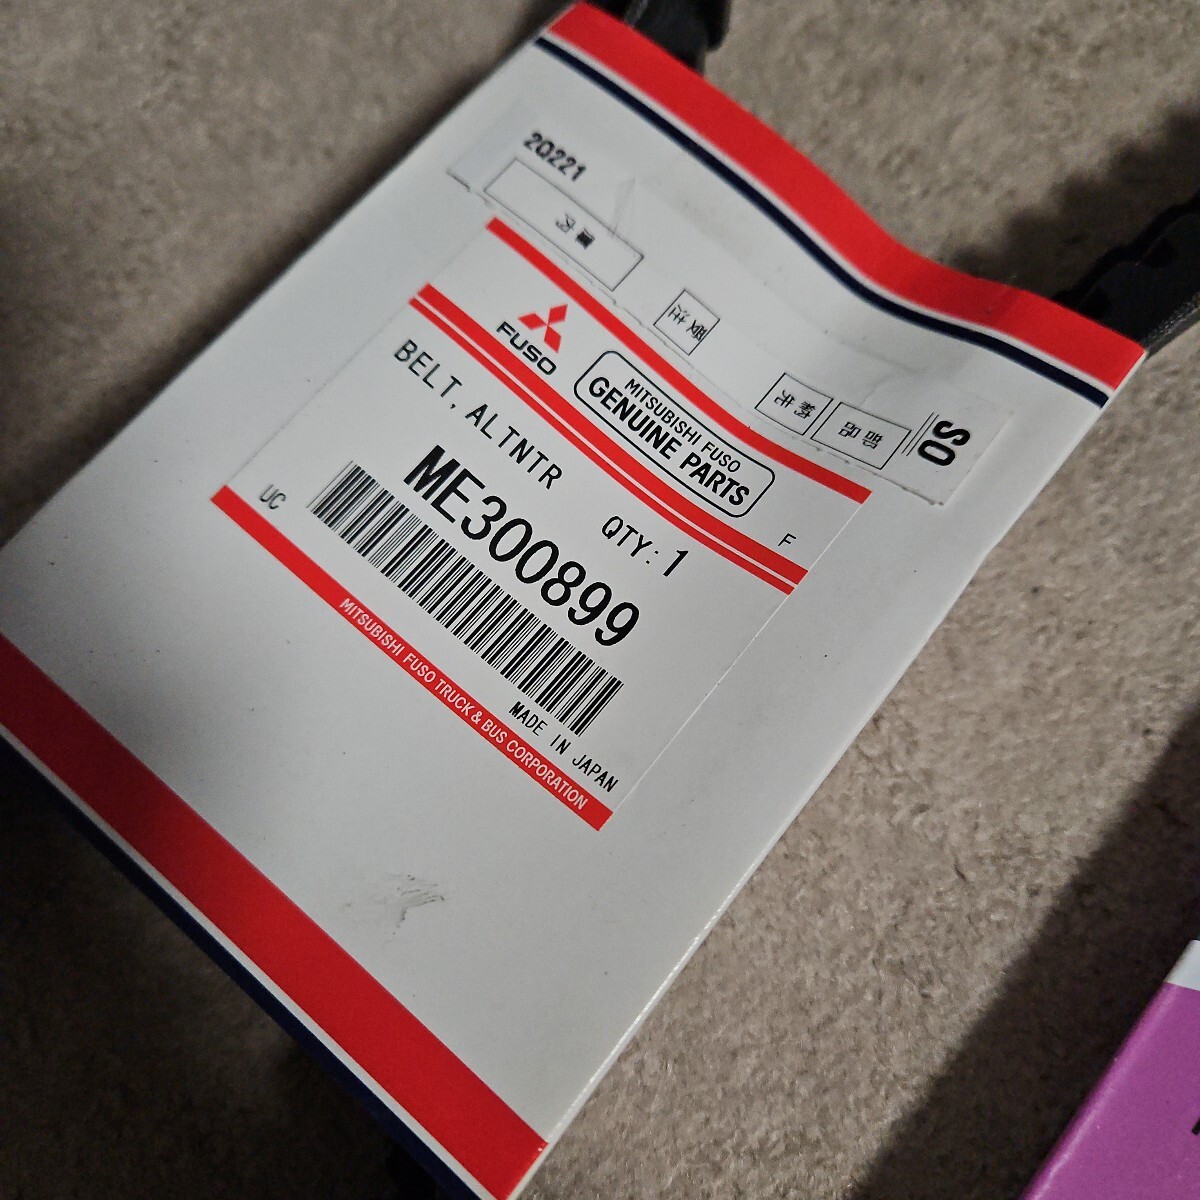 2Q221
FUSO
MITSUBISHI FUSO
GENUINE PARTS
BELT, ALTNTR
QTY: 1
F
ME300899
UC
MADE IN JAPAN
MITSUBISHI FUSO TRUCK & BUS CORPORATION
SO